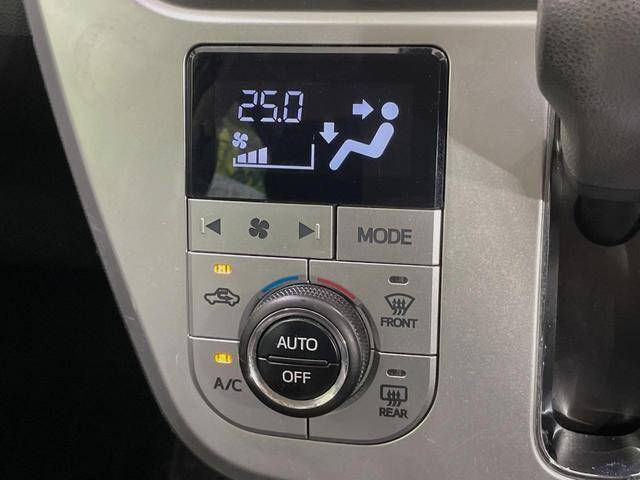 25.0
MODE
FRONT
AUTO
OFF
A/C
REAR